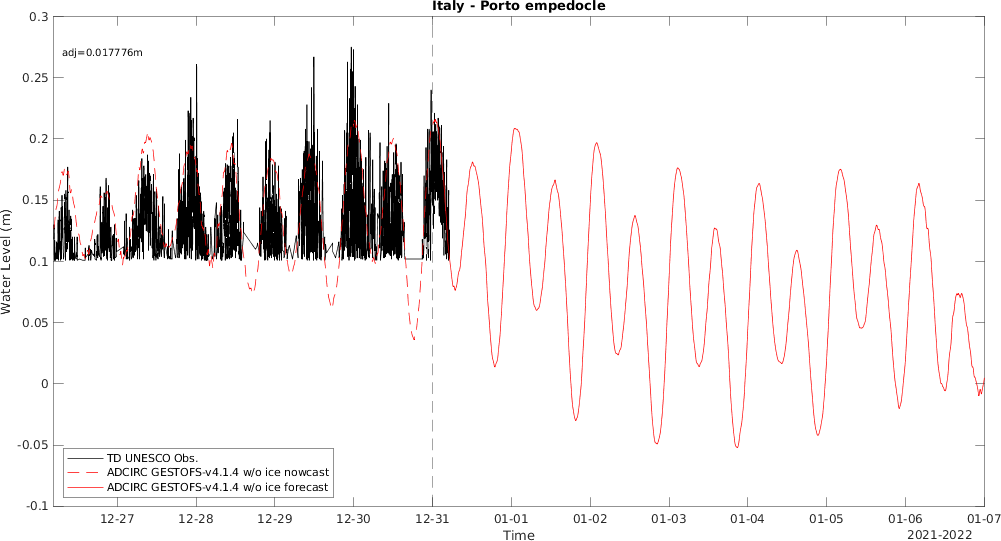 Italy - Porto empedocle
adj=0.017776m
0.3
0.25
0.2
0.15
0.1
0.05
0
-0.05
-0.1
Water Level (m)
TD UNESCO Obs.
ADCIRC GESTOFS-v4.1.4 w/o ice nowcast
ADCIRC GESTOFS-v4.1.4 w/o ice forecast
12-27 12-28 12-29 12-30 12-31 01-01 01-02 01-03 01-04 01-05 01-06 01-07
Time
2021-2022